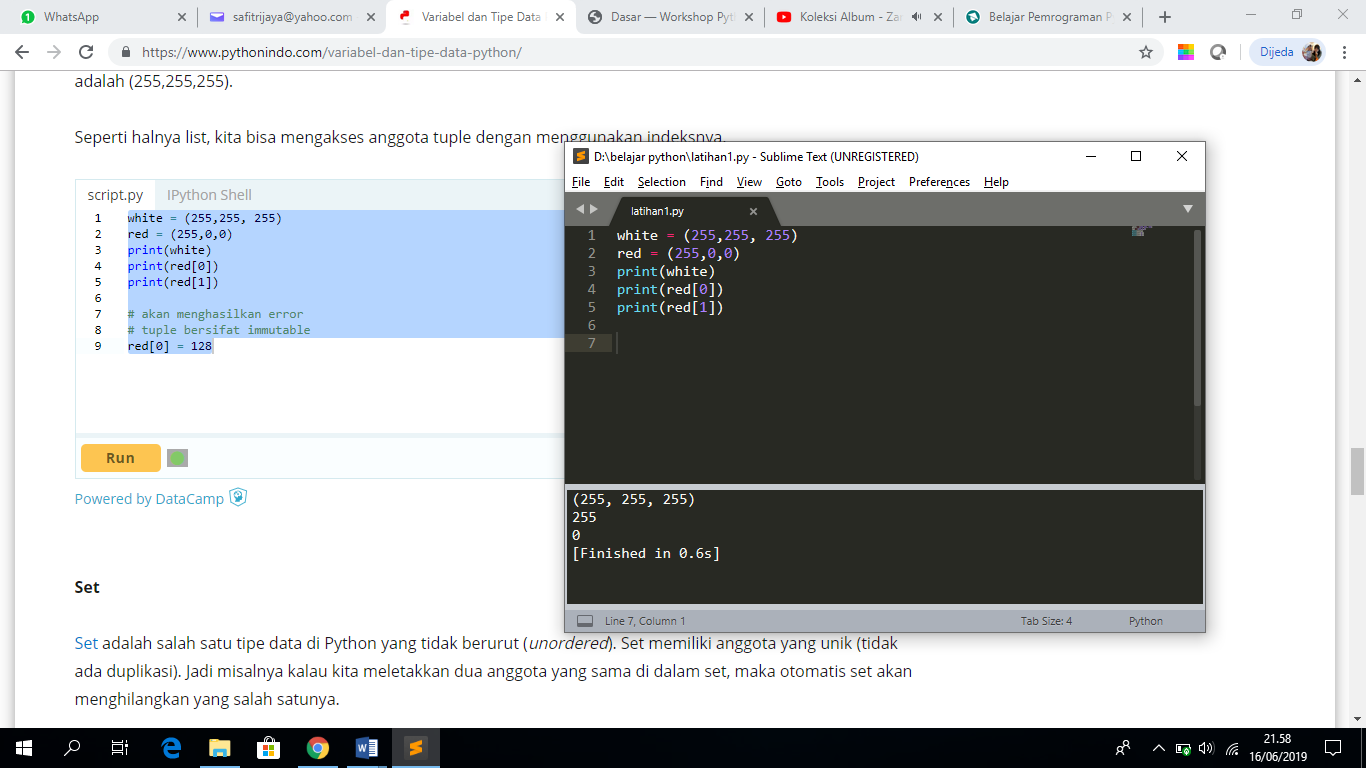 WhatsApp
safitrijaya@yahoo.com
Variabel dan Tipe Data
Dasar — Workshop Pyt
Koleksi Album - Za
Belajar Pemrograman P
https://www.pythonindo.com/variabel-dan-tipe-data-python/
Dijeda
adalah (255,255,255).
Seperti halnya list, kita bisa mengakses anggota tuple dengan menggunakan indeksnya.
script.py IPython Shell
1 white = (255,255, 255)
2 red = (255,0,0)
3 print(white)
4 print(red[0])
5 print(red[1])
6
7 # akan menghasilkan error
8 # tuple bersifat immutable
9 red[0] = 128
Run
Powered by DataCamp
D:\belajar python\latihan1.py - Sublime Text (UNREGISTERED)
File Edit Selection Find View Goto Tools Project Preferences Help
latihan1.py
1 white = (255,255, 255)
2 red = (255,0,0)
3 print(white)
4 print(red[0])
5 print(red[1])
6
7
(255, 255, 255)
255
0
[Finished in 0.6s]
Line 7, Column 1 Tab Size: 4 Python
Set
Set adalah salah satu tipe data di Python yang tidak berurut (unordered). Set memiliki anggota yang unik (tidak
ada duplikasi). Jadi misalnya kalau kita meletakkan dua anggota yang sama di dalam set, maka otomatis set akan
menghilangkan yang salah satunya.
21.58
16/06/2019